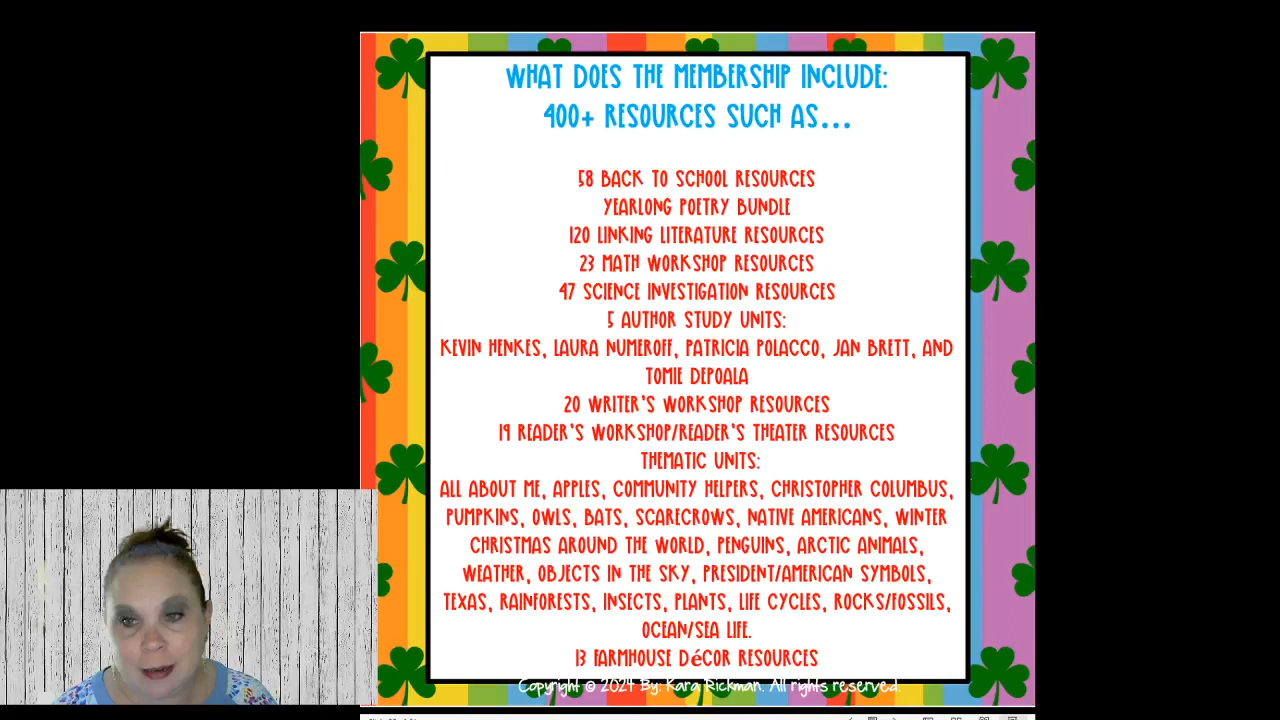 WHAT DOES THE MEMBERSHIP INCLUDE:
400+ RESOURCES SUCH AS...
58 BACK TO SCHOOL RESOURCES
YEARLONG POETRY BUNDLE
120 LINKING LITERATURE RESOURCES
23 MATH WORKSHOP RESOURCES
47 SCIENCE INVESTIGATION RESOURCES
5 AUTHOR STUDY UNITS:
KEVIN HENKES, LAURA NUMEROFF, PATRICIA POLACCO, JAN BRETT, AND
TOMIE DEPOALA
20 WRITER'S WORKSHOP RESOURCES
19 READER'S WORKSHOP/READER'S THEATER RESOURCES
THEMATIC UNITS:
ALL ABOUT ME, APPLES, COMMUNITY HELPERS, CHRISTOPHER COLUMBUS,
PUMPKINS, OWLS, BATS, SCARECROWS, NATIVE AMERICANS, WINTER
CHRISTMAS AROUND THE WORLD, PENGUINS, ARCTIC ANIMALS,
WEATHER, OBJECTS IN THE SKY, PRESIDENT/AMERICAN SYMBOLS,
TEXAS, RAINFORESTS, INSECTS, PLANTS, LIFE CYCLES, ROCKS/FOSSILS,
OCEAN/SEA LIFE.
13 FARMHOUSE DéCOR RESOURCES
Copyright © 2024 By: Kara Rickman. All rights reserved.